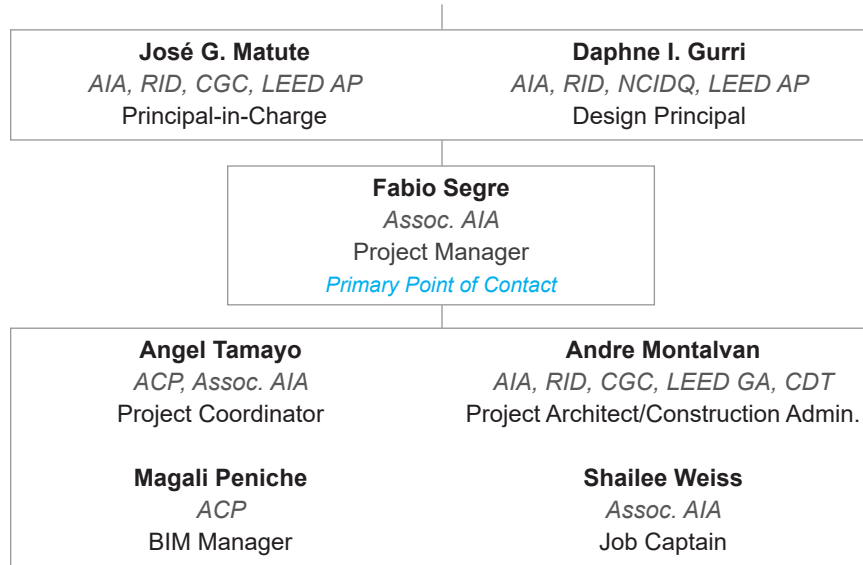 José G. Matute
AIA, RID, CGC, LEED AP
Principal-in-Charge
Daphne I. Gurri
AIA, RID, NCIDQ, LEED AP
Design Principal
Fabio Segre
Assoc. AIA
Project Manager
Primary Point of Contact
Angel Tamayo
ACP, Assoc. AIA
Project Coordinator
Andre Montalvan
AIA, RID, CGC, LEED GA, CDT
Project Architect/Construction Admin.
Magali Peniche
ACP
BIM Manager
Shailee Weiss
Assoc. AIA
Job Captain